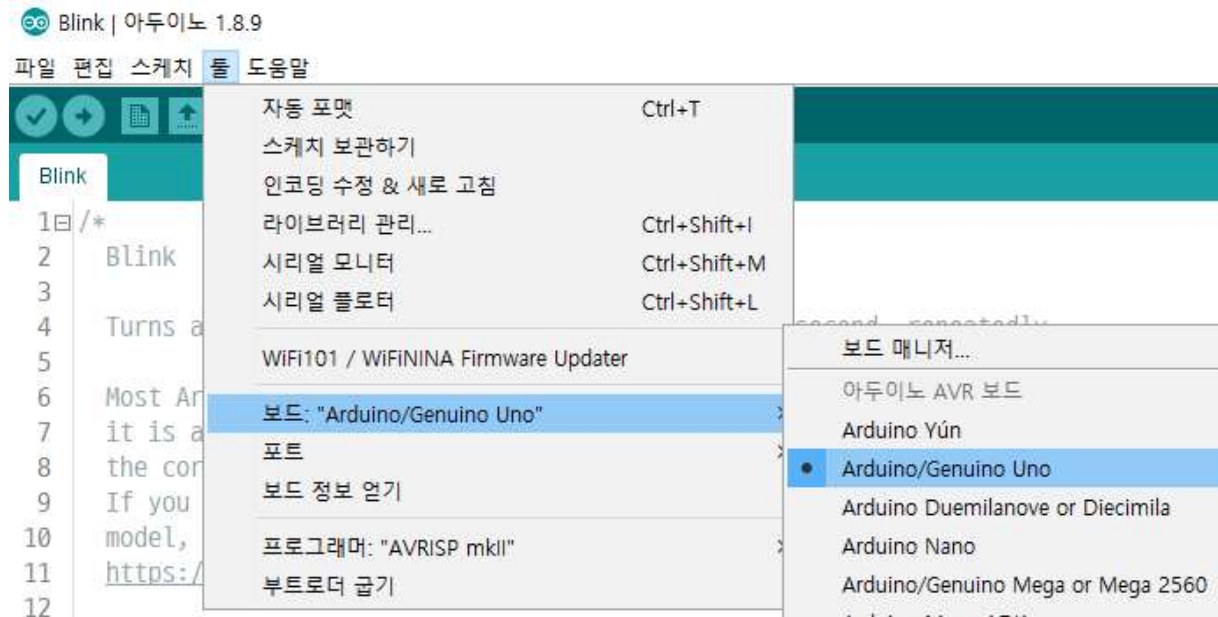 Blink | 아두이노 1.8.9
파일 편집 스케치 툴 도움말
자동 포맷 Ctrl+T
스케치 보관하기
인코딩 수정 & 새로 고침
라이브러리 관리... Ctrl+Shift+I
시리얼 모니터 Ctrl+Shift+M
시리얼 플로터 Ctrl+Shift+L
WiFi101 / WiFiNINA Firmware Updater
보드: "Arduino/Genuino Uno"
포트
보드 정보 얻기
프로그래머: "AVRISP mkII"
부트로더 굽기
보드 매니저...
아두이노 AVR 보드
Arduino Yún
Arduino/Genuino Uno
Arduino Duemilanove or Diecimila
Arduino Nano
Arduino/Genuino Mega or Mega 2560
Blink
1 /*
2 Blink
3
4 Turns a second, repeatedly
5
6 Most Ar
7 it is a
8 the cor
9 If you
10 model,
11 https:/
12